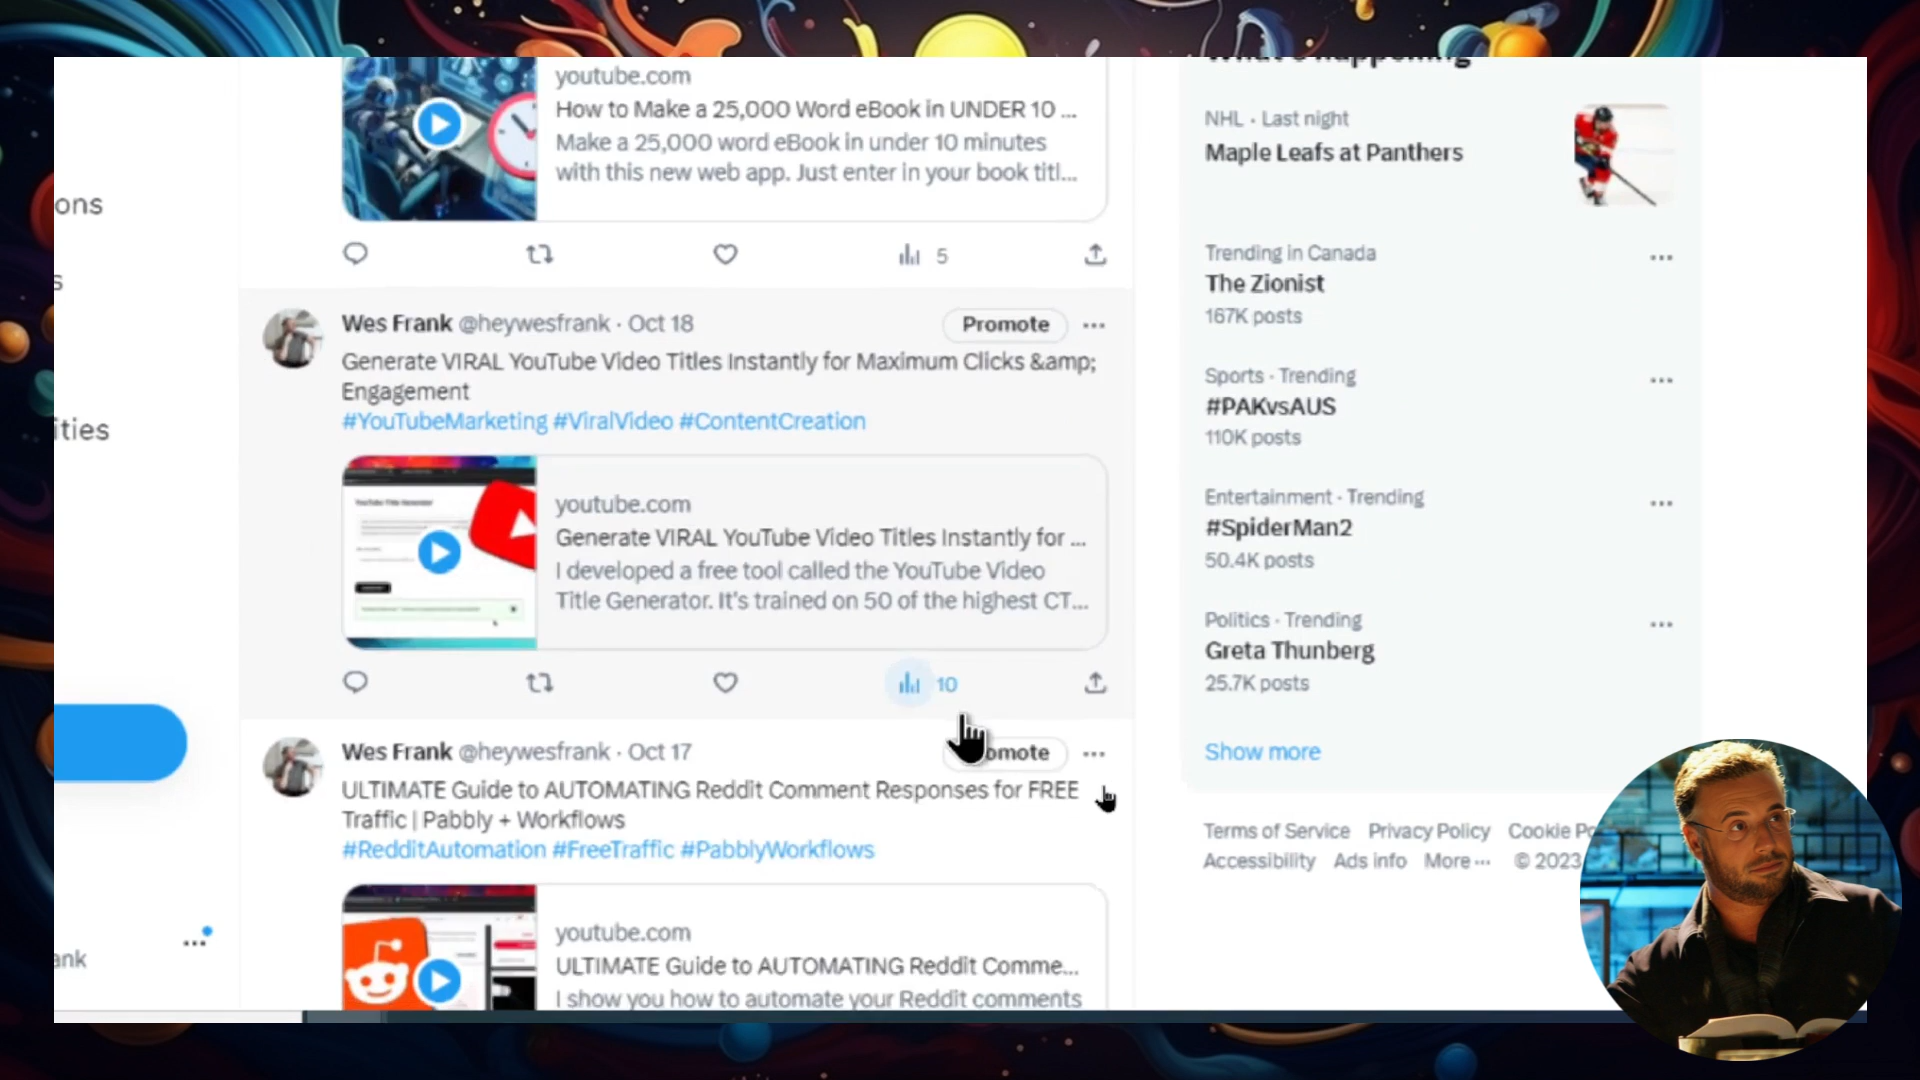 youtube.com
How to Make a 25,000 Word eBook in UNDER 10 ...
Make a 25,000 word eBook in under 10 minutes
with this new web app. Just enter in your book titl...
5
Wes Frank @heywesfrank · Oct 18
Promote
Generate VIRAL YouTube Video Titles Instantly for Maximum Clicks &amp;
Engagement
#YouTubeMarketing #ViralVideo #ContentCreation
youtube.com
Generate VIRAL YouTube Video Titles Instantly for ...
I developed a free tool called the YouTube Video
Title Generator. It's trained on 50 of the highest CT...
10
Wes Frank @heywesfrank · Oct 17
omote
ULTIMATE Guide to AUTOMATING Reddit Comment Responses for FREE
Traffic | Pabbly + Workflows
#RedditAutomation #FreeTraffic #PabblyWorkflows
youtube.com
ULTIMATE Guide to AUTOMATING Reddit Comme...
I show you how to automate your Reddit comments
ons
s
ities
ank
What's happening
NHL · Last night
Maple Leafs at Panthers
Trending in Canada
The Zionist
167K posts
Sports · Trending
#PAKvsAUS
110K posts
Entertainment · Trending
#SpiderMan2
50.4K posts
Politics · Trending
Greta Thunberg
25.7K posts
Show more
Terms of Service Privacy Policy Cookie Po
Accessibility Ads info More ··· © 2023